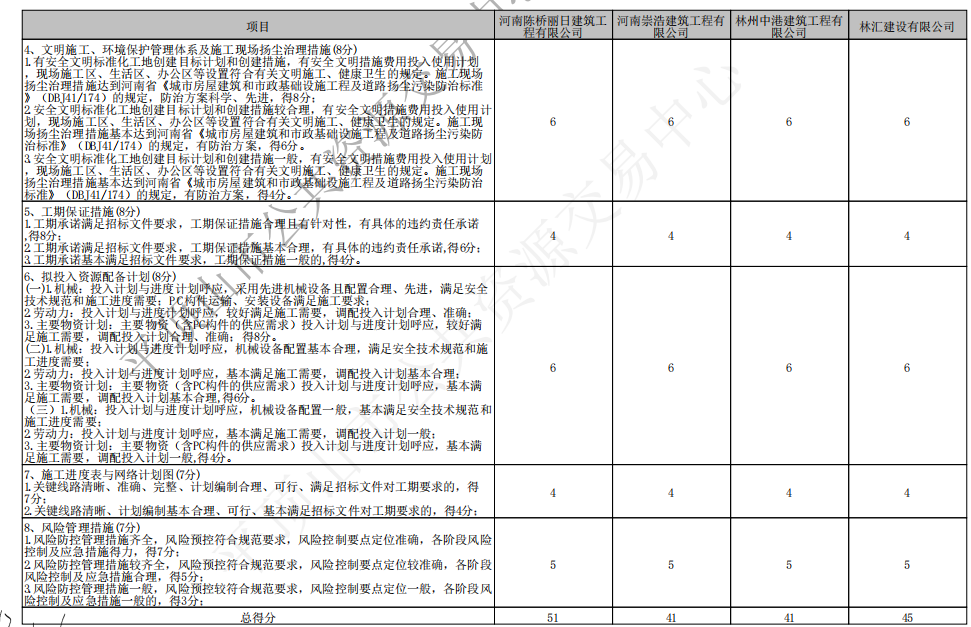 项目
河南陈桥丽日建筑工
程有限公司
河南崇浩建筑工程有
限公司
林州中港建筑工程有
限公司
林汇建设有限公司
4、文明施工、环境保护管理体系及施工现场扬尘治理措施(8分)
1.有安全文明标准化工地创建目标计划和创建措施，有安全文明措施费用投入使用计划
，现场施工区、生活区、办公区等设置符合有关文明施工、健康卫生的规定。施工现场
扬尘治理措施达到河南省《城市房屋建筑和市政基础设施工程及道路扬尘污染防治标准
》（DBJ41/174）的规定，防治方案科学、先进，得8分；
2.安全文明标准化工地创建目标计划和创建措施较合理，有安全文明措施费用投入使用计
划，现场施工区、生活区、办公区等设置符合有关文明施工、健康卫生的规定。施工现
场扬尘治理措施基本达到河南省《城市房屋建筑和市政基础设施工程及道路扬尘污染防
治标准》（DBJ41/174）的规定，有防治方案，得6分。
3.安全文明标准化工地创建目标计划和创建措施一般，有安全文明措施费用投入使用计划
，现场施工区、生活区、办公区等设置符合有关文明施工、健康卫生的规定。施工现场
扬尘治理措施基本达到河南省《城市房屋建筑和市政基础设施工程及道路扬尘污染防治
标准》（DBJ41/174）的规定，有防治方案，得4分。
6
6
6
6
5、工期保证措施(8分)
1.工期承诺满足招标文件要求，工期保证措施合理且有针对性，有具体的违约责任承诺
,得8分；
2.工期承诺满足招标文件要求，工期保证措施基本合理，有具体的违约责任承诺,得6分；
3.工期承诺基本满足招标文件要求，工期保证措施一般的,得4分。
4
4
4
4
6、拟投入资源配备计划(8分)
(一)1.机械：投入计划与进度计划呼应，采用先进机械设备且配置合理、先进，满足安全
技术规范和施工进度需要；PC构件运输、安装设备满足施工要求；
2.劳动力：投入计划与进度计划呼应，较好满足施工需要，调配投入计划合理、准确；
3.主要物资计划：主要物资（含PC构件的供应需求）投入计划与进度计划呼应，较好满
足施工需要，调配投入计划合理、准确；得8分。
(二)1.机械：投入计划与进度计划呼应，机械设备配置基本合理，满足安全技术规范和施
工进度需要；
2.劳动力：投入计划与进度计划呼应，基本满足施工需要，调配投入计划基本合理；
3.主要物资计划：主要物资（含PC构件的供应需求）投入计划与进度计划呼应，基本满
足施工需要，调配投入计划基本合理,得6分。
（三）1.机械：投入计划与进度计划呼应，机械设备配置一般，基本满足安全技术规范和
施工进度需要；
2.劳动力：投入计划与进度计划呼应，基本满足施工需要，调配投入计划一般；
3.主要物资计划：主要物资（含PC构件的供应需求）投入计划与进度计划呼应，基本满
足施工需要，调配投入计划一般,得4分。
6
6
6
6
7、施工进度表与网络计划图(7分)
1.关键线路清晰、准确、完整、计划编制合理、可行、满足招标文件对工期要求的，得
7分；
2.关键线路清晰、计划编制基本合理、可行、基本满足招标文件对工期要求的，得4分；
4
4
4
4
8、风险管理措施(7分)
1.风险防控管理措施齐全，风险预控符合规范要求，风险控制要点定位准确，各阶段风险
控制及应急措施得力，得7分；
2.风险防控管理措施较齐全，风险预控符合规范要求，风险控制要点定位较准确，各阶段
风险控制及应急措施合理，得5分；
3.风险防控管理措施一般，风险预控较符合规范要求，风险控制要点定位一般，各阶段风
险控制及应急措施一般的，得3分；
5
5
5
5
总得分
51
41
41
45
平顶山市公共资源交易中心